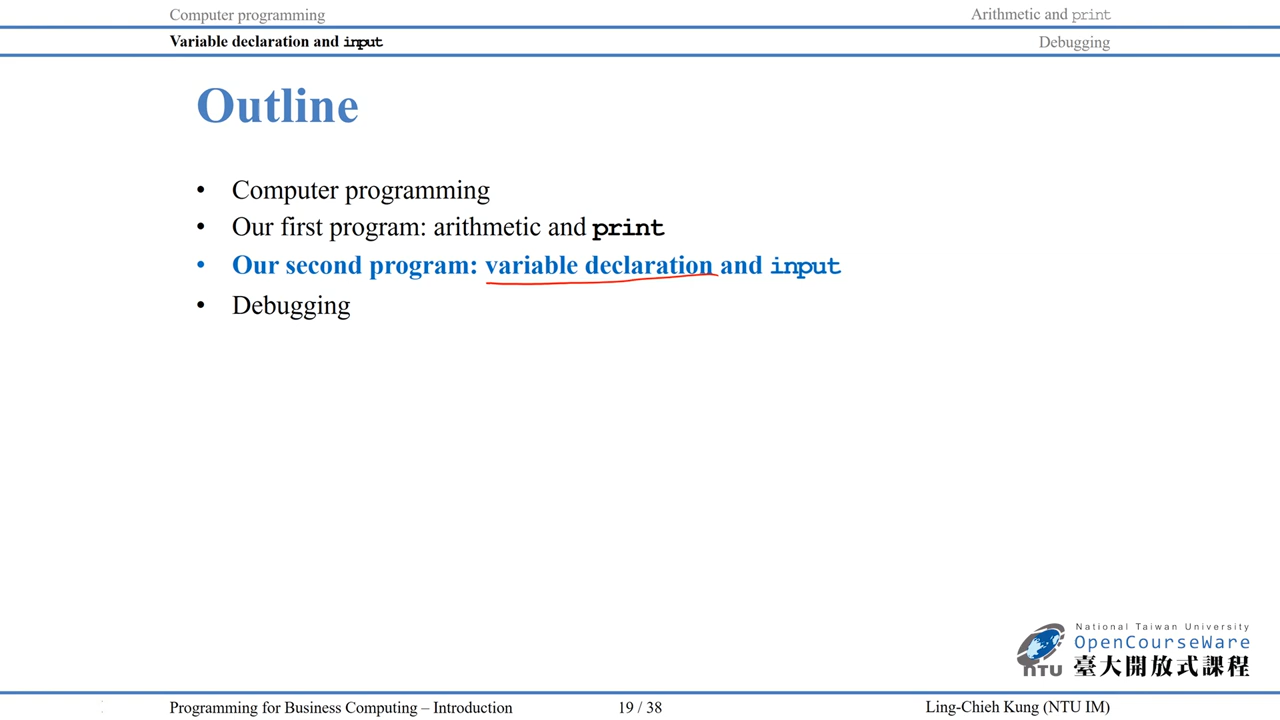 Computer programming
Arithmetic and print
Variable declaration and input
Debugging
Outline
• Computer programming
• Our first program: arithmetic and print
• Our second program: variable declaration and input
• Debugging
National Taiwan University
OpenCourseWare
NTU 臺大開放式課程
Programming for Business Computing – Introduction
19 / 38
Ling-Chieh Kung (NTU IM)